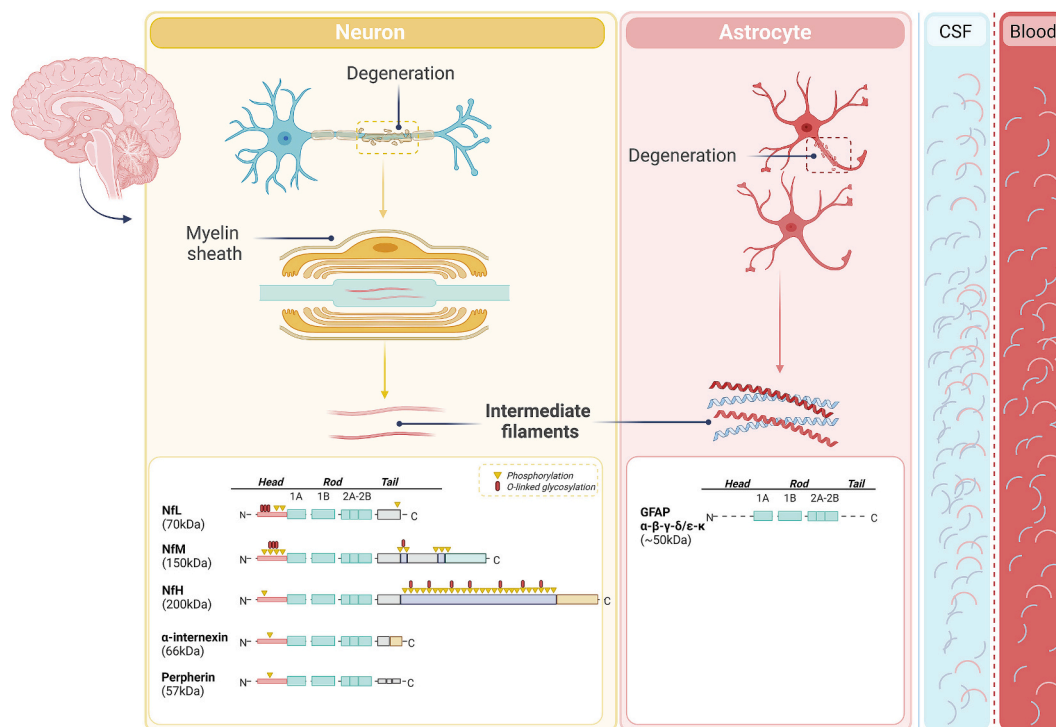 Neuron
Degeneration
Myelin
sheath
Intermediate
filaments
Astrocyte
Degeneration
CSF
Blood
Phosphorylation
O-linked glycosylation
Head Rod Tail
1A 1B 2A-2B
NfL
(70kDa)
N C
NfM
(150kDa)
N C
NfH
(200kDa)
N C
α-internexin
(66kDa)
N C
Perpherin
(57kDa)
N C
Head Rod Tail
1A 1B 2A-2B
GFAP
α-β-γ-δ/ε-κ
(~50kDa)
N C